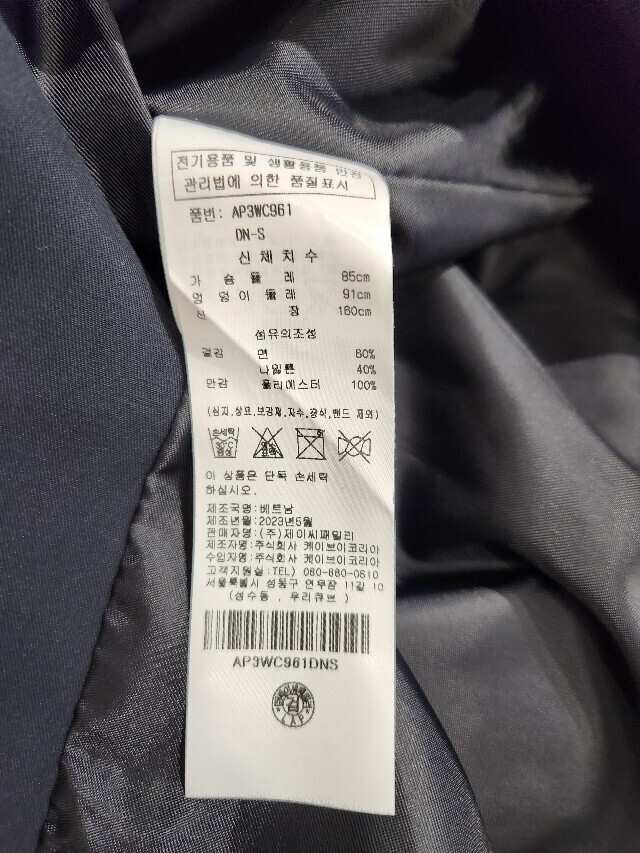 전기용품 및 생활용품 안전
관리법에 의한 품질표시
품번: AP3WC961
DN-S
신체치수
가슴둘레 85cm
엉덩이둘레 91cm
신장 160cm
섬유의조성
겉감 면 60%
나일론 40%
안감 폴리에스터 100%
(심지,상표,보강재,자수,장식,밴드 제외)
손세탁
이 상품은 단독 손세탁
하십시오.
제조국명:베트남
제조년월:2023년5월
판매자명:(주)제이씨패밀리
제조자명:주식회사 케이브이코리아
수입자명:주식회사 케이브이코리아
고객지원실:TEL) 080-860-0610
서울특별시 성동구 연무장 11길 10
(성수동, 우리큐브)
AP3WC961DNS
검
LAP